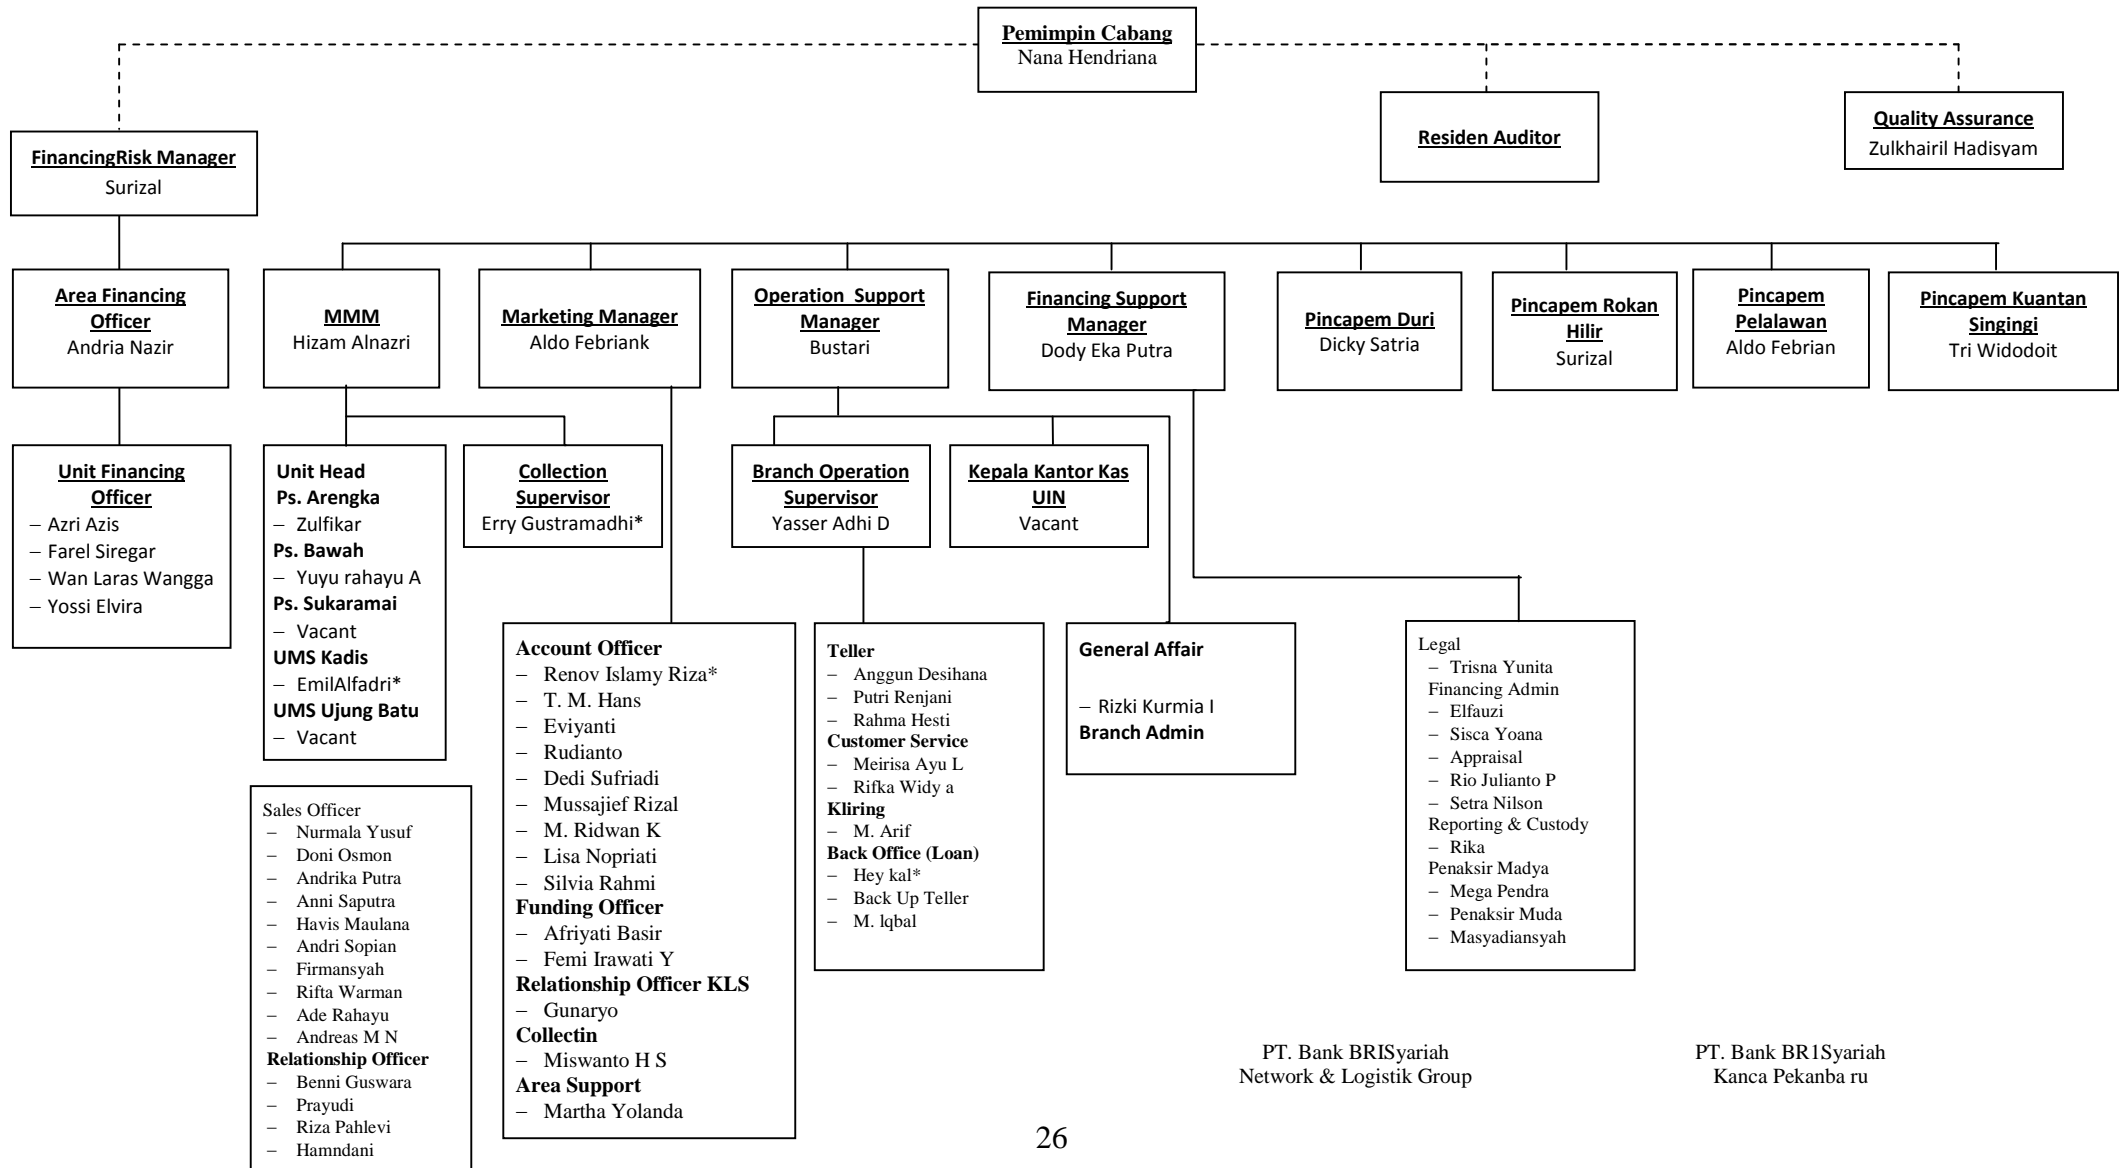 Pemimpin Cabang
Nana Hendriana
FinancingRisk Manager
Surizal
Residen Auditor
Quality Assurance
Zulkhairil Hadisyam
Area Financing
Officer
Andria Nazir
MMM
Hizam Alnazri
Marketing Manager
Aldo Febriank
Operation Support
Manager
Bustari
Financing Support
Manager
Dody Eka Putra
Pincapem Duri
Dicky Satria
Pincapem Rokan
Hilir
Surizal
Pincapem
Pelalawan
Aldo Febrian
Pincapem Kuantan
Singingi
Tri Widodoit
Unit Financing
Officer
– Azri Azis
– Farel Siregar
– Wan Laras Wangga
– Yossi Elvira
Unit Head
Ps. Arengka
– Zulfikar
Ps. Bawah
– Yuyu rahayu A
Ps. Sukaramai
– Vacant
UMS Kadis
– EmilAlfadri*
UMS Ujung Batu
– Vacant
Collection
Supervisor
Erry Gustramadhi*
Branch Operation
Supervisor
Yasser Adhi D
Kepala Kantor Kas
UIN
Vacant
Sales Officer
– Nurmala Yusuf
– Doni Osmon
– Andrika Putra
– Anni Saputra
– Havis Maulana
– Andri Sopian
– Firmansyah
– Rifta Warman
– Ade Rahayu
– Andreas M N
Relationship Officer
– Benni Guswara
– Prayudi
– Riza Pahlevi
– Hamndani
Account Officer
– Renov Islamy Riza*
– T. M. Hans
– Eviyanti
– Rudianto
– Dedi Sufriadi
– Mussajief Rizal
– M. Ridwan K
– Lisa Nopriati
– Silvia Rahmi
Funding Officer
– Afriyati Basir
– Femi Irawati Y
Relationship Officer KLS
– Gunaryo
Collectin
– Miswanto H S
Area Support
– Martha Yolanda
Teller
– Anggun Desihana
– Putri Renjani
– Rahma Hesti
Customer Service
– Meirisa Ayu L
– Rifka Widy a
Kliring
– M. Arif
Back Office (Loan)
– Hey kal*
– Back Up Teller
– M. lqbal
General Affair
– Rizki Kurmia I
Branch Admin
Legal
– Trisna Yunita
Financing Admin
– Elfauzi
– Sisca Yoana
– Appraisal
– Rio Julianto P
– Setra Nilson
Reporting & Custody
– Rika
Penaksir Madya
– Mega Pendra
– Penaksir Muda
– Masyadiansyah
PT. Bank BRISyariah
Network & Logistik Group
PT. Bank BR1Syariah
Kanca Pekanba ru
26